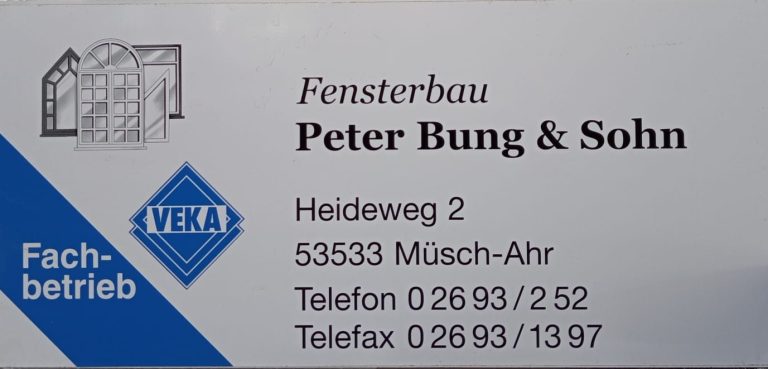 Fensterbau
Peter Bung & Sohn
VEKA
Heideweg 2
53533 Müsch-Ahr
Telefon 0 26 93 / 2 52
Telefax 0 26 93 / 13 97
Fach-
betrieb